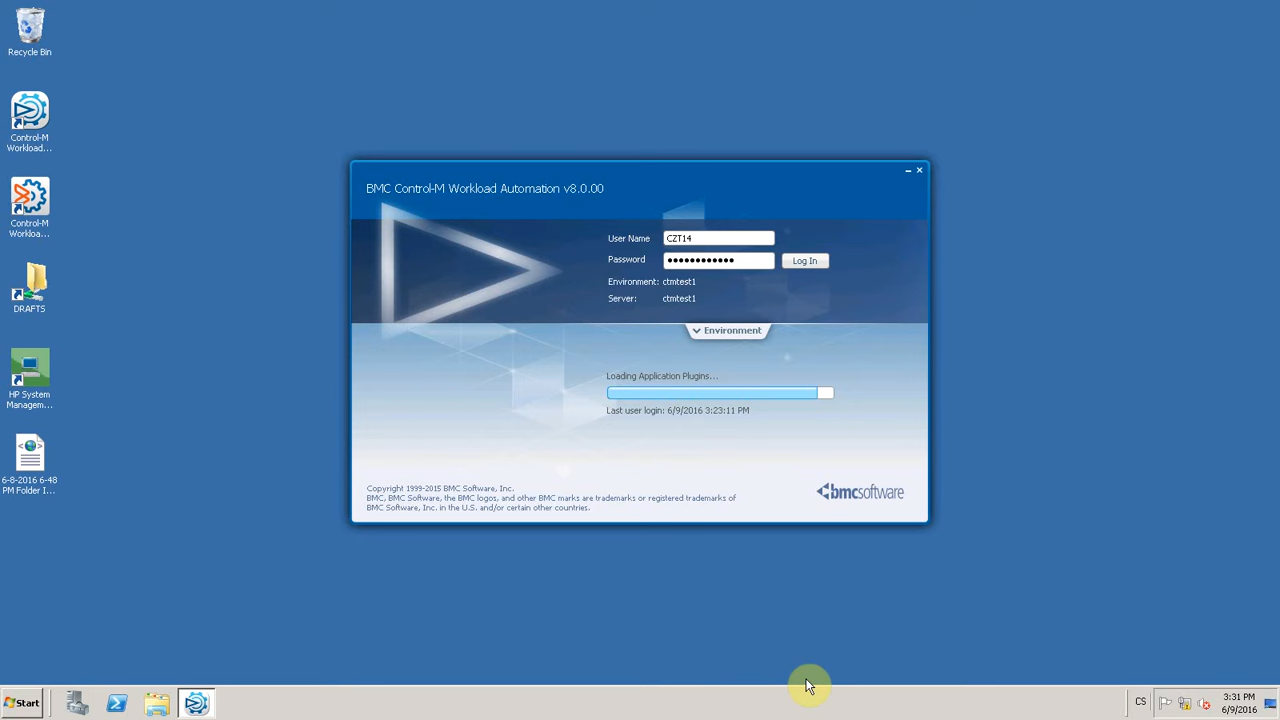 Recycle Bin
Control-M
Workload...
Control-M
Workloa...
DRAFTS
HP System
Managem...
6-8-2016 6-48
PM Folder I...
BMC Control-M Workload Automation v8.0.00
User Name CZT14
Password ●●●●●●●●●●●● Log In
Environment: ctmtest1
Server: ctmtest1
Environment
Loading Application Plugins...
Last user login: 6/9/2016 3:23:11 PM
Copyright 1999-2015 BMC Software, Inc.
BMC, BMC Software, the BMC logos, and other BMC marks are trademarks or registered trademarks of
BMC Software, Inc. in the U.S. and/or certain other countries.
bmcsoftware
Start
CS
3:31 PM
6/9/2016